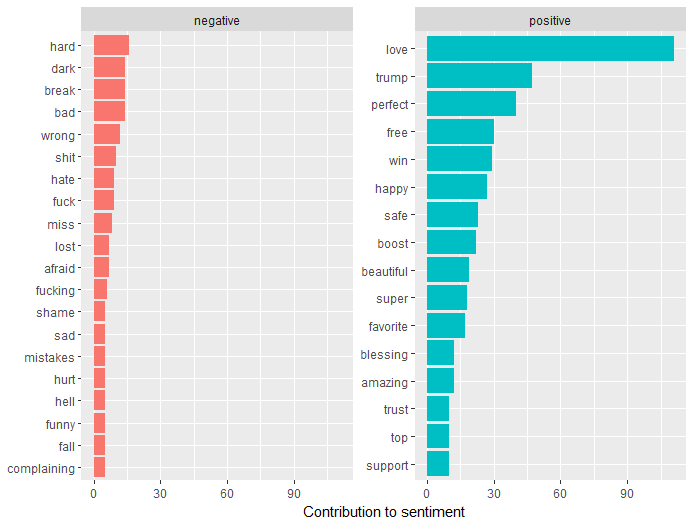 negative
hard
dark
break
bad
wrong
shit
hate
fuck
miss
lost
afraid
fucking
shame
sad
mistakes
hurt
hell
funny
fall
complaining
0 30 60 90
positive
love
trump
perfect
free
win
happy
safe
boost
beautiful
super
favorite
blessing
amazing
trust
top
support
0 30 60 90
Contribution to sentiment